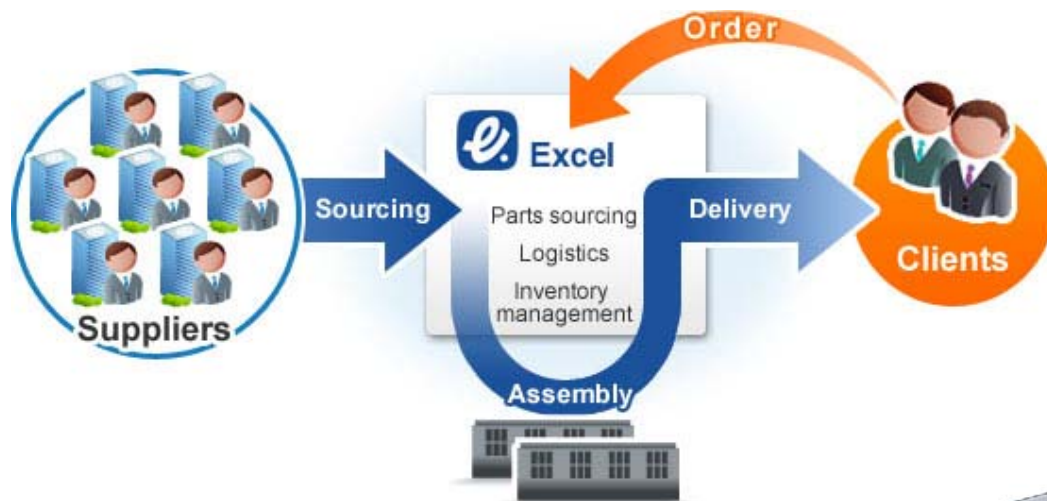 Order
e.
Excel
Sourcing
Parts sourcing
Delivery
Logistics
Clients
Inventory
management
Suppliers
Assembly